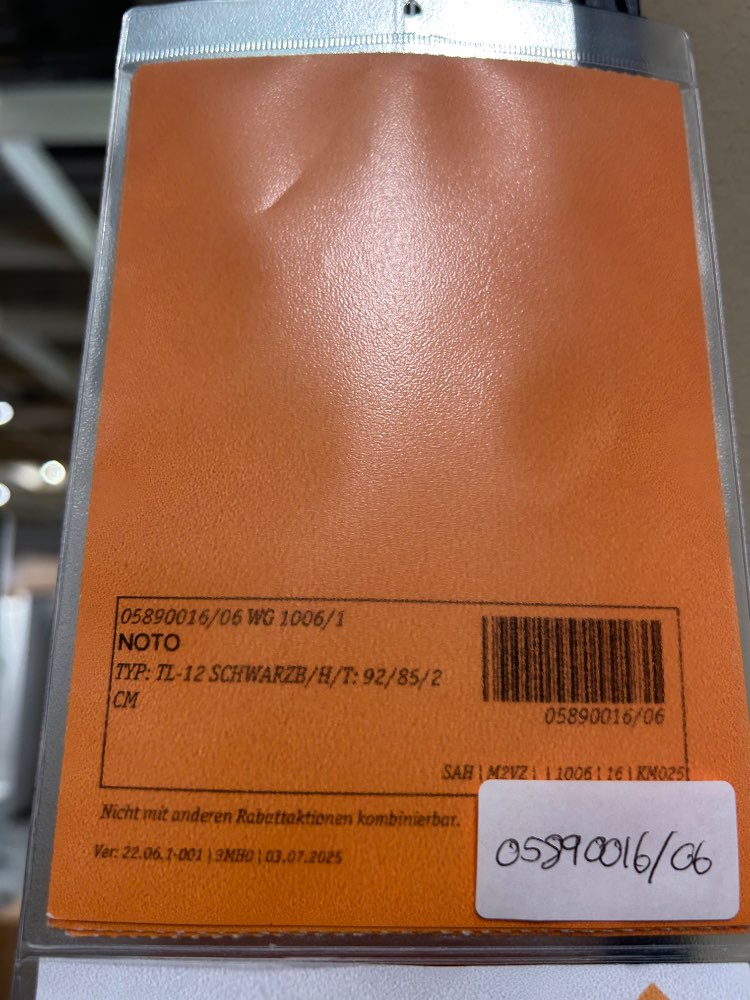 05890016/06 WG 1006/1
NOTO
TYP: TL-12 SCHWARZB/H/T: 92/85/2
CM
05890016/06
SAH | M2VZ | | 1006 | 16 | KM025
Nicht mit anderen Rabattaktionen kombinierbar.
Ver: 22.06.1-001 | 3MH0 | 03.07.2025
05890016/06